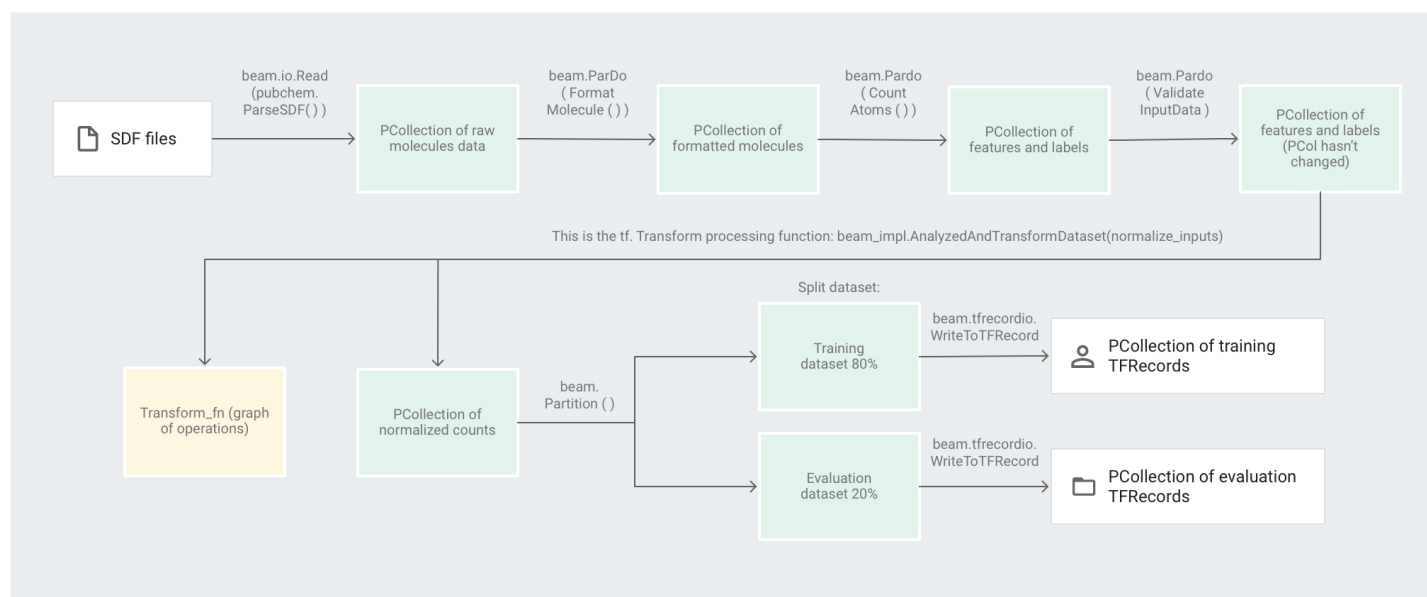 beam.io.Read
(pubchem.
ParseSDF( ) )
beam.ParDo
( Format
Molecule ( ) )
beam.Pardo
( Count
Atoms ( ) )
beam.Pardo
( Validate
InputData )
SDF files
PCollection of raw
molecules data
PCollection of
formatted molecules
PCollection of
features and labels
PCollection of
features and labels
(PCol hasn't
changed)
This is the tf. Transform processing function: beam_impl.AnalyzedAndTransformDataset(normalize_inputs)
Split dataset:
Transform_fn (graph
of operations)
PCollection of
normalized counts
beam.
Partition ( )
Training
dataset 80%
beam.tfrecordio.
WriteToTFRecord
PCollection of training
TFRecords
Evaluation
dataset 20%
beam.tfrecordio.
WriteToTFRecord
PCollection of evaluation
TFRecords